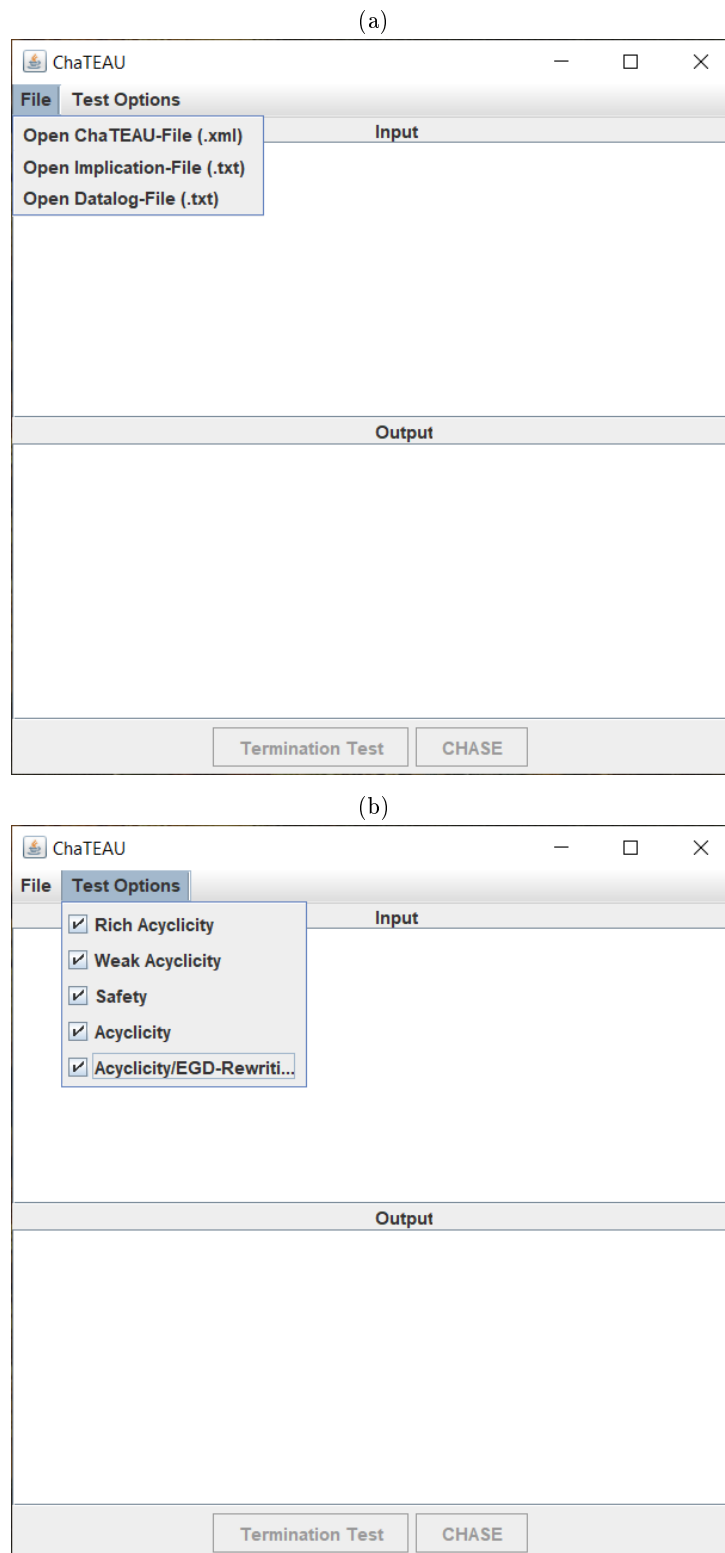 (a)
ChaTEAU
File Test Options
Open ChaTEAU-File (.xml)
Input
Open Implication-File (.txt)
Open Datalog-File (.txt)
Output
Termination Test CHASE
(b)
ChaTEAU
File Test Options
Input
Rich Acyclicity
Weak Acyclicity
Safety
Acyclicity
Acyclicity/EGD-Rewriti...
Output
Termination Test CHASE